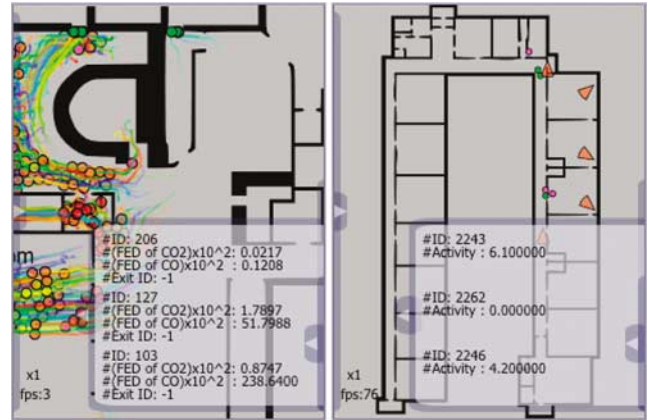 om
#ID: 206
#(FED of CO2)x10^2: 0.0217
#(FED of CO)x10^2 : 0.1208
#Exit ID: -1
#ID: 127
#(FED of CO2)x10^2: 1.7897
#(FED of CO)x10^2 : 51.7988
#Exit ID: -1
#ID: 103
#(FED of CO2)x10^2: 0.8747
#(FED of CO)x10^2 : 238.6400
#Exit ID: -1
x1
fps:3
#ID: 2243
#Activity : 6.100000
#ID: 2262
#Activity : 0.000000
#ID: 2246
#Activity : 4.200000
x1
fps:76